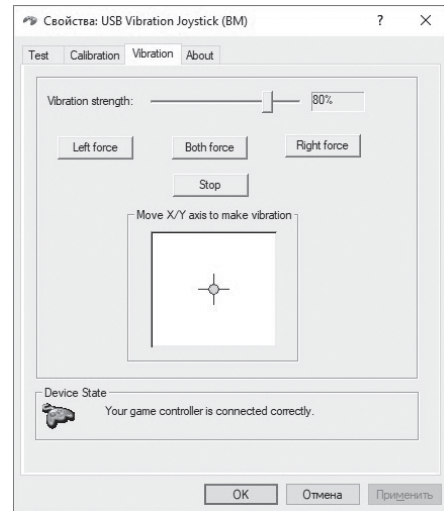 Свойства: USB Vibration Joystick (BM)
Test Calibration Vibration About
Vibration strength: 80%
Left force Both force Right force
Stop
Move X/Y axis to make vibration
Device State
Your game controller is connected correctly.
OK Отмена Применить